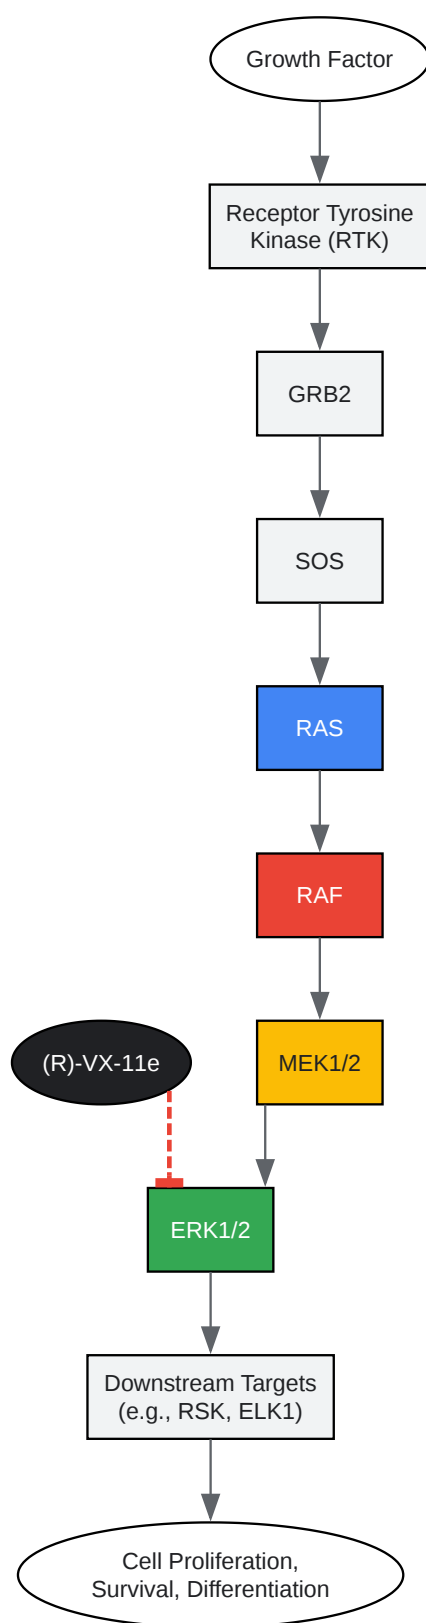 Growth Factor
Receptor Tyrosine
Kinase (RTK)
GRB2
SOS
RAS
RAF
(R)-VX-11e
MEK1/2
ERK1/2
Downstream Targets
(e.g., RSK, ELK1)
Cell Proliferation,
Survival, Differentiation